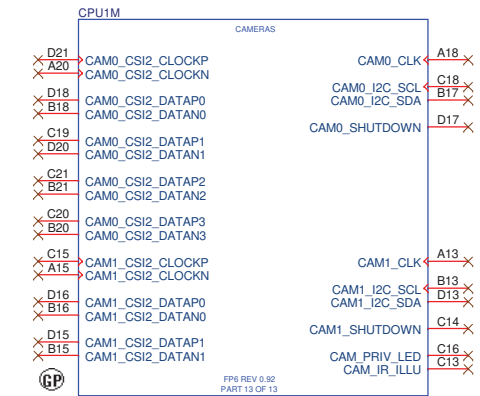 CPU1M
CAMERAS
D21 CAM0_CSI2_CLOCKP CAM0_CLK A18
A20 CAM0_CSI2_CLOCKN
D18 CAM0_CSI2_DATAP0 CAM0_I2C_SCL C18
B18 CAM0_CSI2_DATAN0 CAM0_I2C_SDA B17
C19 CAM0_CSI2_DATAP1 CAM0_SHUTDOWN D17
D20 CAM0_CSI2_DATAN1
C21 CAM0_CSI2_DATAP2
B21 CAM0_CSI2_DATAN2
C20 CAM0_CSI2_DATAP3
B20 CAM0_CSI2_DATAN3
C15 CAM1_CSI2_CLOCKP CAM1_CLK A13
A15 CAM1_CSI2_CLOCKN
D16 CAM1_CSI2_DATAP0 CAM1_I2C_SCL B13
B16 CAM1_CSI2_DATAN0 CAM1_I2C_SDA D13
D15 CAM1_CSI2_DATAP1 CAM1_SHUTDOWN C14
B15 CAM1_CSI2_DATAN1 CAM_PRIV_LED C16
CAM_IR_ILLU C13
GP
FP6 REV 0.92
PART 13 OF 13